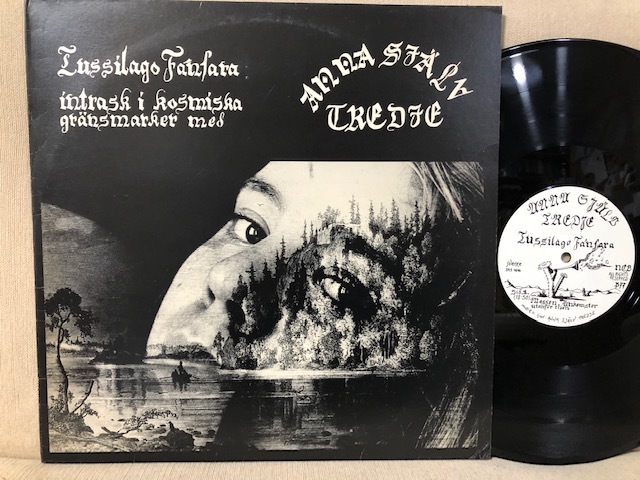 Tussilago Fanfara
intrask i kosmiska
gränsmarker med
ANNA SJÄLV
TREDJE
ANNA SJÄLV
TREDJE
Tussilago Fanfara